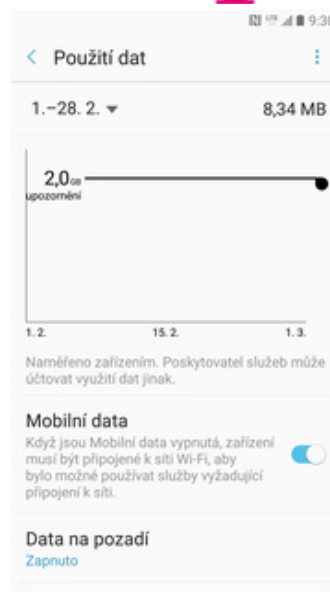 9:30
Použití dat
1.–28. 2.
8,34 MB
2,0 GB
upozornění
1. 2. 15. 2. 1. 3.
Naměřeno zařízením. Poskytovatel služeb může
účtovat využití dat jinak.
Mobilní data
Když jsou Mobilní data vypnutá, zařízení
musí být připojené k síti Wi-Fi, aby
bylo možné používat služby vyžadující
připojení k síti.
Data na pozadí
Zapnuto